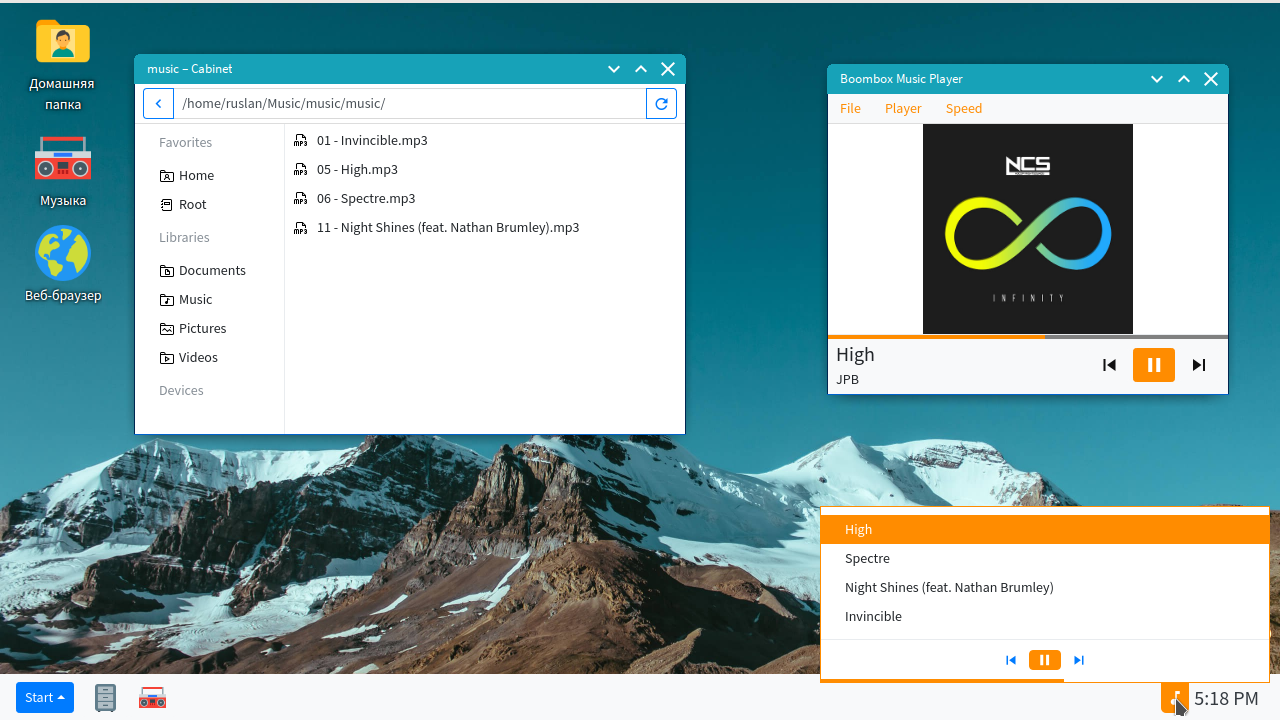 Домашняя
папка
Музыка
Веб-браузер
music – Cabinet
/home/ruslan/Music/music/music/
Favorites
Home
Root
Libraries
Documents
Music
Pictures
Videos
Devices
01 - Invincible.mp3
05 - High.mp3
06 - Spectre.mp3
11 - Night Shines (feat. Nathan Brumley).mp3
Boombox Music Player
File Player Speed
NCS
INFINITY
High
JPB
High
Spectre
Night Shines (feat. Nathan Brumley)
Invincible
Start
5:18 PM